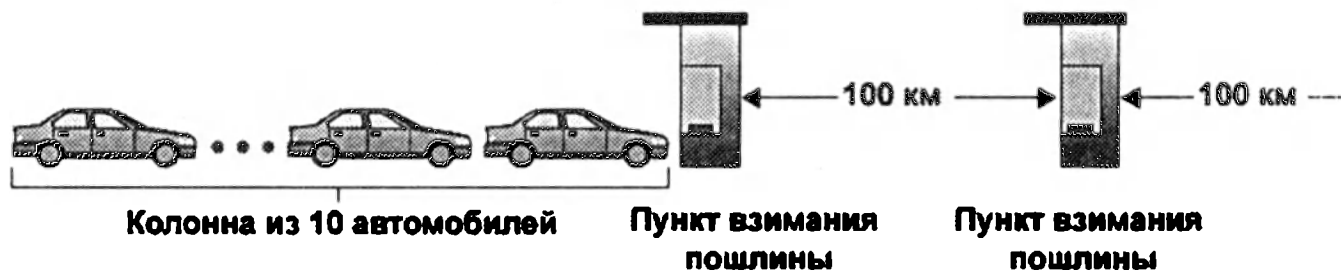 100 км
100 км
Колонна из 10 автомобилей
Пункт взимания
пошлины
Пункт взимания
пошлины